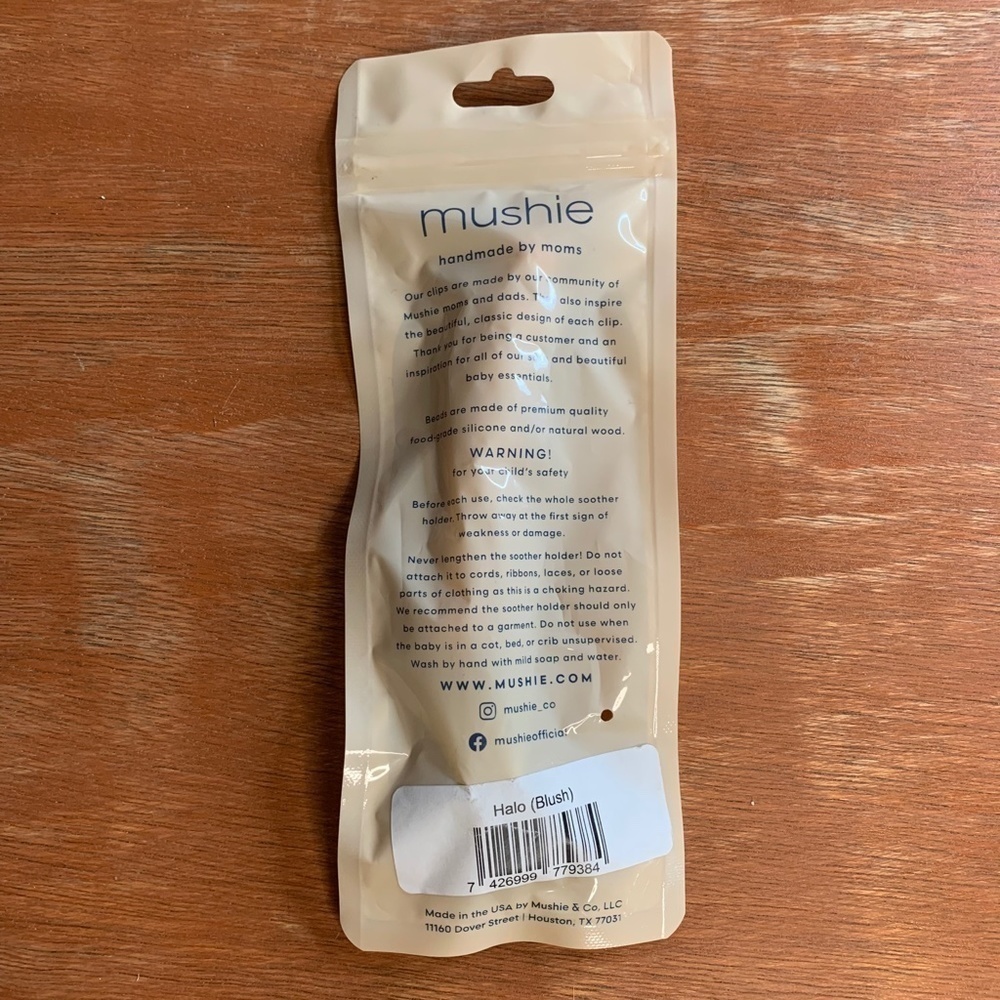 mushie
handmade by moms
Our clips are made by our community of
Mushie moms and dads. also inspire
the beautiful, classic design of each clip.
Thank you for being a customer and an
inspiration for all of our and beautiful
baby essentials.
Beads are made of premium quality
food-grade silicone and/or natural wood.
WARNING!
for your child's safety
Before each use, check the whole soother
holder. Throw away at the first sign of
weakness or damage.
Never lengthen the soother holder! Do not
attach it to cords, ribbons, laces, or loose
parts of clothing as this is a choking hazard.
We recommend the soother holder should only
be attached to a garment. Do not use when
the baby is in a cot, bed, or crib unsupervised.
Wash by hand with mild soap and water.
WWW.MUSHIE.COM
mushie_co
mushieofficial
Halo (Blush)
7 426999 779384
Made in the USA by Mushie & Co, LLC
11160 Dover Street | Houston, TX 77031